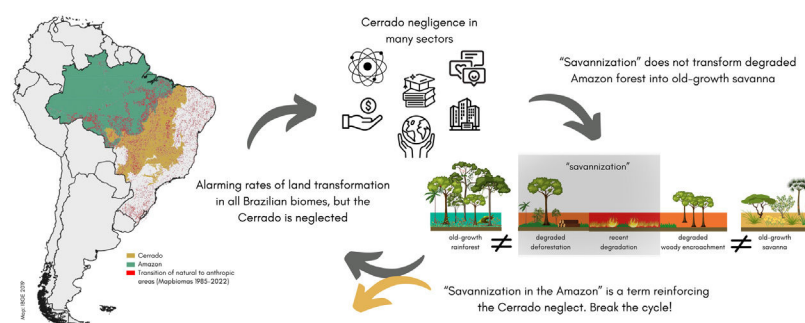 Cerrado negligence in
many sectors
"Savannization" does not transform degraded
Amazon forest into old-growth savanna
Alarming rates of land transformation
in all Brazilian biomes, but the
Cerrado is neglected
"savannization"
old-growth
rainforest
≠
degraded
deforestation
recent
degradation
degraded
woody encroachment
≠
old-growth
savanna
Cerrado
Amazon
Transition of natural to anthropic
areas (Mapbiomas 1985-2022)
Map: IBGE 2019
"Savannization in the Amazon" is a term reinforcing
the Cerrado neglect. Break the cycle!
$